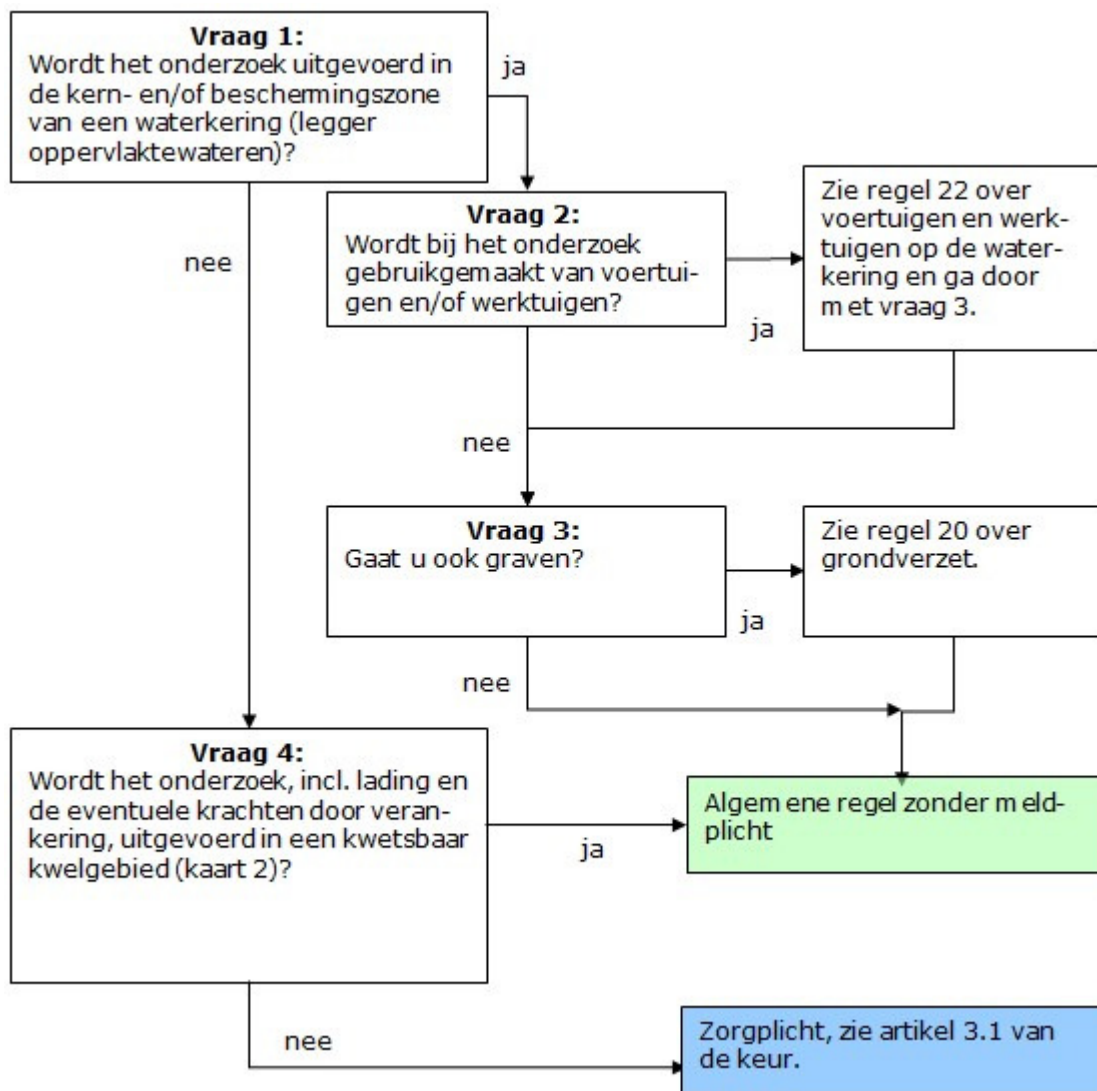 Vraag 1:
Wordt het onderzoek uitgevoerd in
de kern- en/of beschermingszone
van een waterkering (legger
oppervlaktewateren)?
ja
nee
Vraag 2:
Wordt bij het onderzoek
gebruikgemaakt van voertui-
gen en/of werktuigen?
ja
Zie regel 22 over
voertuigen en werk-
tuigen op de water-
kering en ga door
met vraag 3.
nee
Vraag 3:
Gaat u ook graven?
ja
Zie regel 20 over
grondverzet.
nee
Vraag 4:
Wordt het onderzoek, incl. lading en
de eventuele krachten door veran-
kering, uitgevoerd in een kwetsbaar
kwelgebied (kaart 2)?
ja
Algemene regel zonder meld-
plicht
nee
Zorgplicht, zie artikel 3.1 van
de keur.